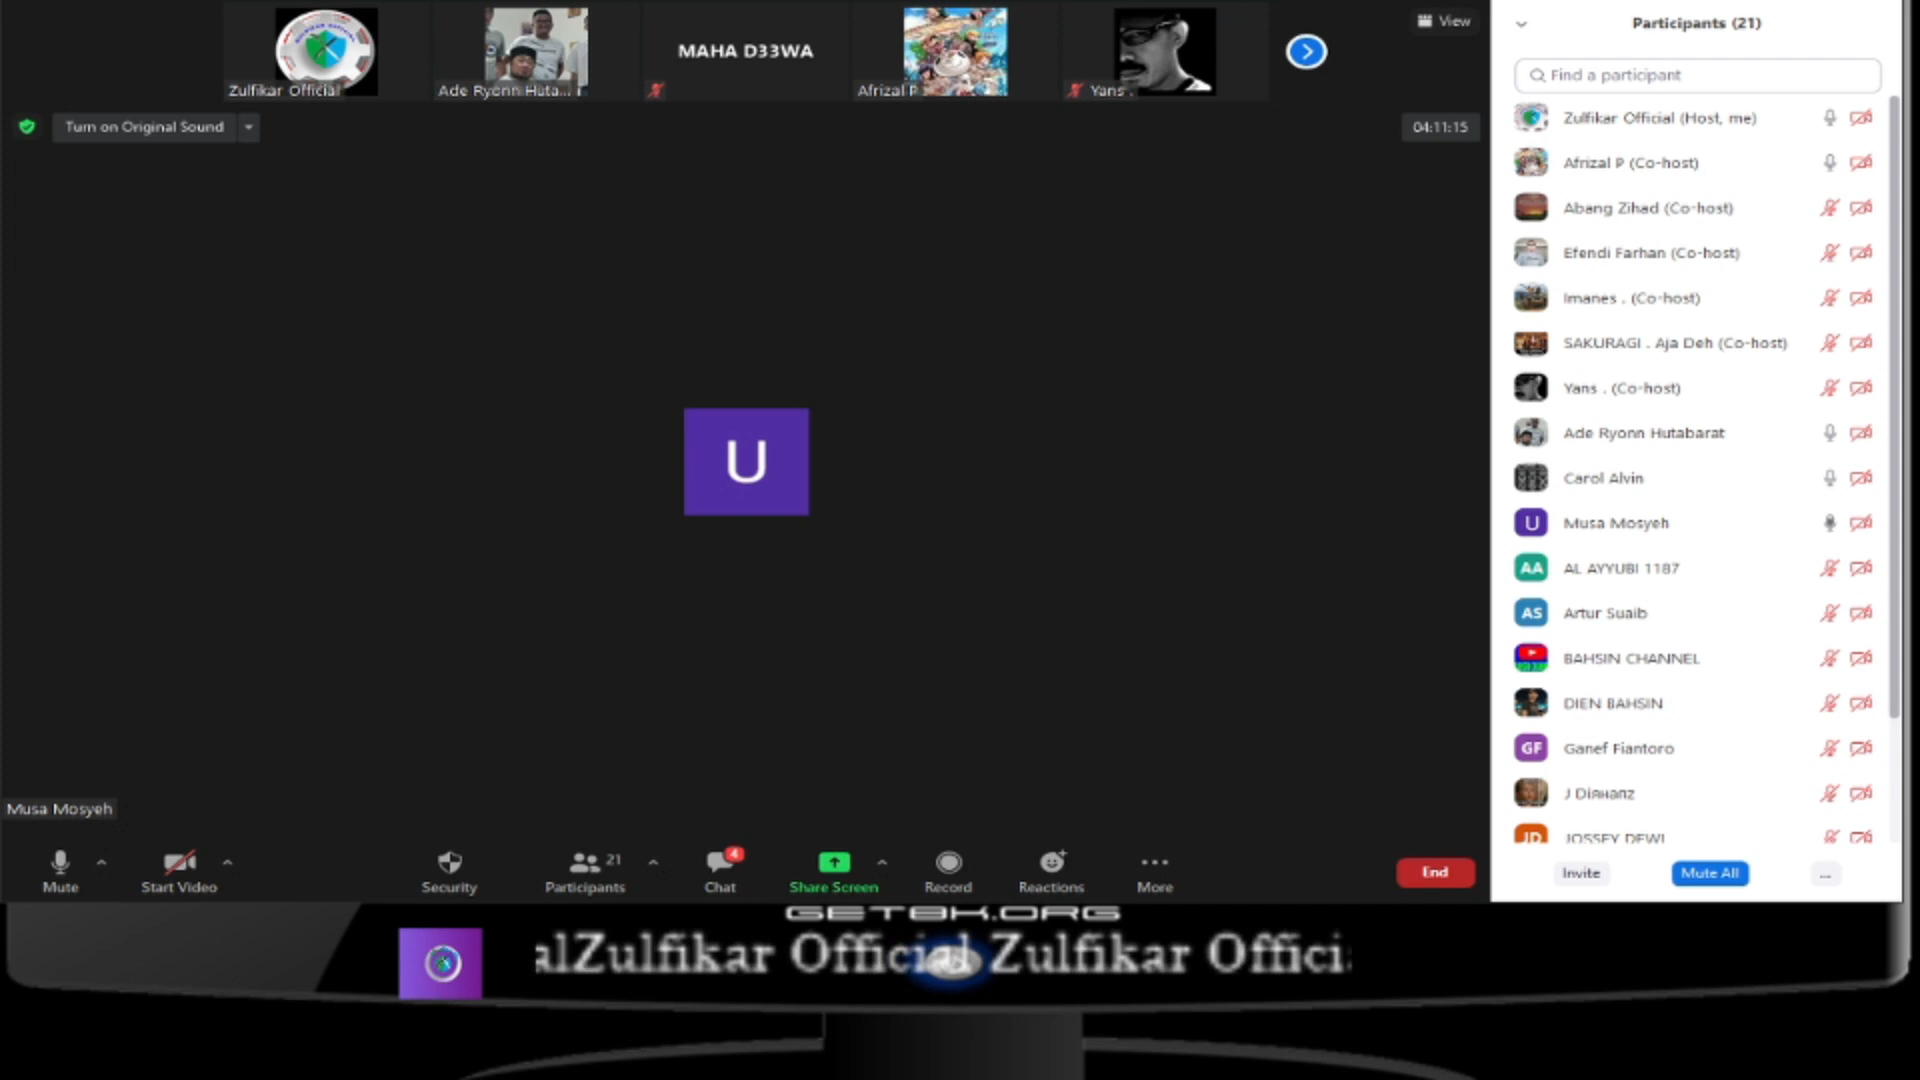 Zulfikar Official
Ade Ryonn Huta...
MAHA D33WA
Afrizal P
Yans .
View
Turn on Original Sound
04:11:15
U
Musa Mosyeh
Mute
Start Video
Security
21
Participants
4
Chat
Share Screen
Record
Reactions
More
End
Participants (21)
Find a participant
Zulfikar Official (Host, me)
Afrizal P (Co-host)
Abang Zihad (Co-host)
Efendi Farhan (Co-host)
Imanes . (Co-host)
SAKURAGI . Aja Deh (Co-host)
Yans . (Co-host)
Ade Ryonn Hutabarat
Carol Alvin
U Musa Mosyeh
AA AL AYYUBI 1187
AS Artur Suaib
BAHSIN CHANNEL
DIEN BAHSIN
GF Ganef Fiantoro
JD JOSSEY DEWI
Invite
Mute All
...
GETBK.ORG
alZulfikar Official Zulfikar Offici